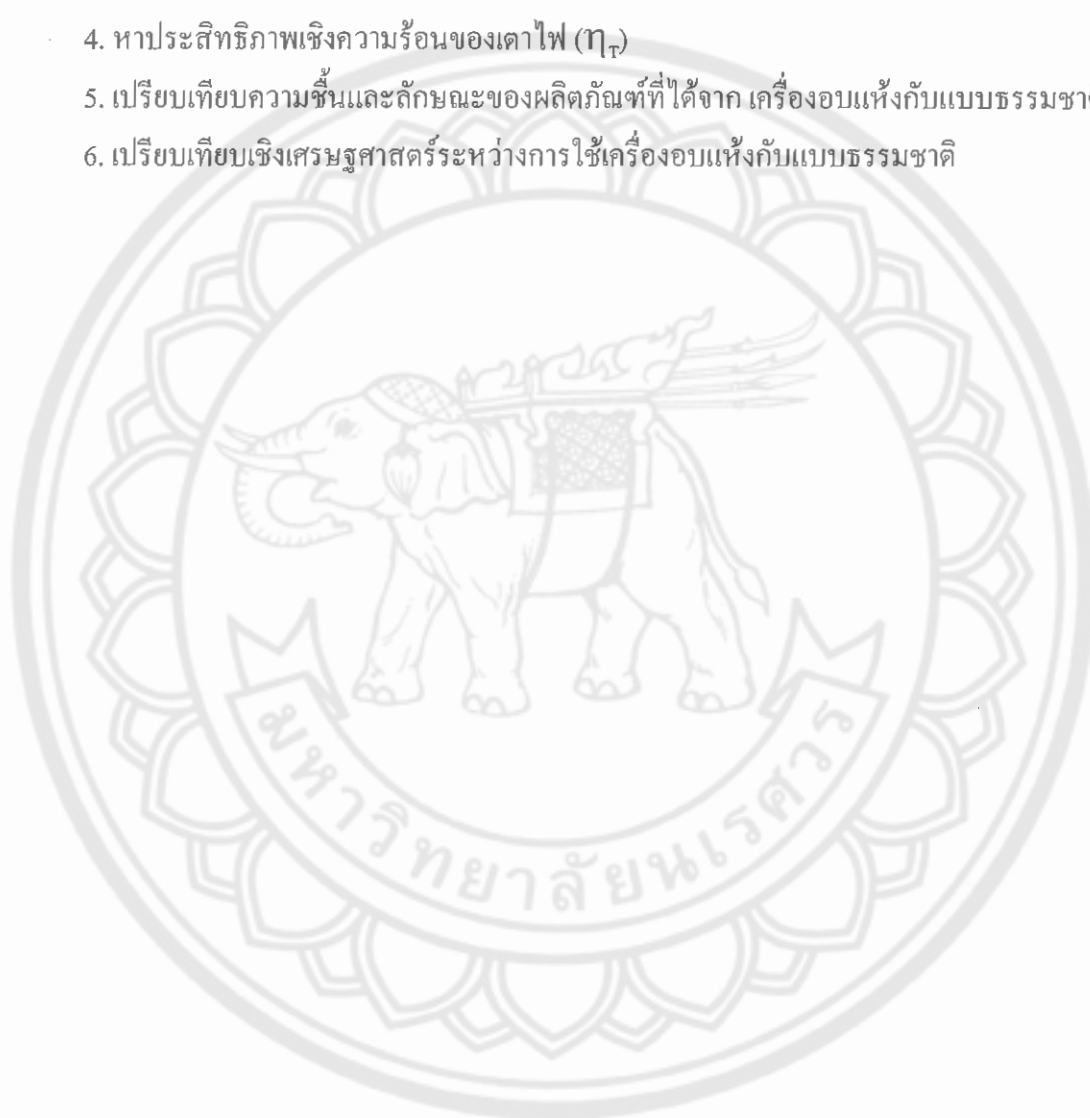 4. หาประสิทธิภาพเชิงความร้อนของเตาไฟ (η_T)
5. เปรียบเทียบความชื้นและลักษณะของผลิตภัณฑ์ที่ได้จาก เครื่องอบแห้งกับแบบธรรมชา
6. เปรียบเทียบเชิงเศรษฐศาสตร์ระหว่างการใช้เครื่องอบแห้งกับแบบธรรมชาติ
มหาวิทยาลัยนเรศวร